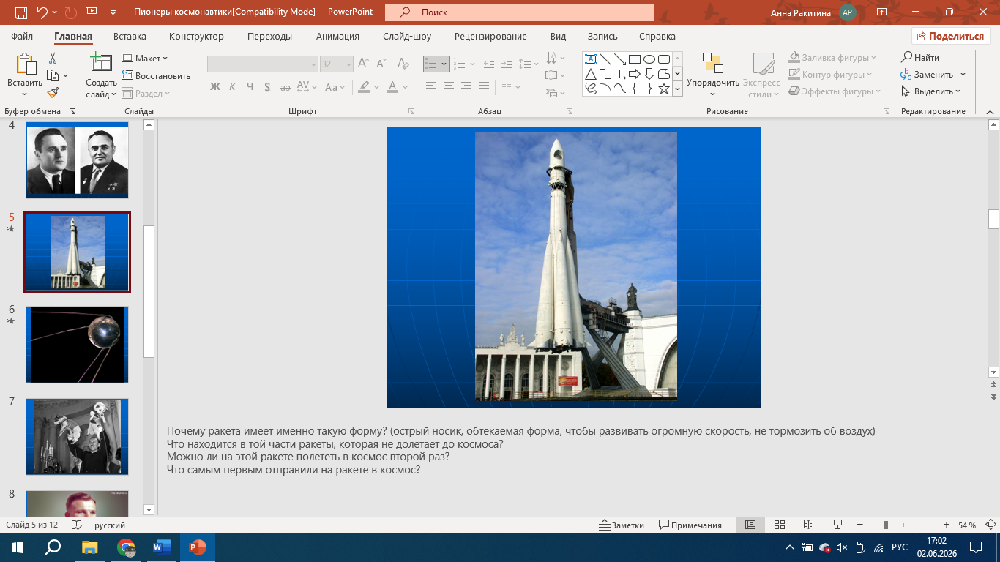 Пионеры космонавтики[Compatibility Mode] - PowerPoint
Поиск
Анна Ракитина
АР
Файл
Главная
Вставка
Конструктор
Переходы
Анимация
Слайд-шоу
Рецензирование
Вид
Запись
Справка
Поделиться
Вставить
Буфер обмена
Создать
слайд
Макет
Восстановить
Раздел
Слайды
32
Ж К Ч S ab AV Aa
Шрифт
Абзац
Упорядочить
Экспресс-
стили
Заливка фигуры
Контур фигуры
Эффекты фигуры
Рисование
Найти
Заменить
Выделить
Редактирование
4
5
6
7
8
Почему ракета имеет именно такую форму? (острый носик, обтекаемая форма, чтобы развивать огромную скорость, не тормозить об воздух)
Что находится в той части ракеты, которая не долетает до космоса?
Можно ли на этой ракете полететь в космос второй раз?
Что самым первым отправили на ракете в космос?
Слайд 5 из 12
русский
Заметки
Примечания
54 %
РУС
17:02
02.06.2026